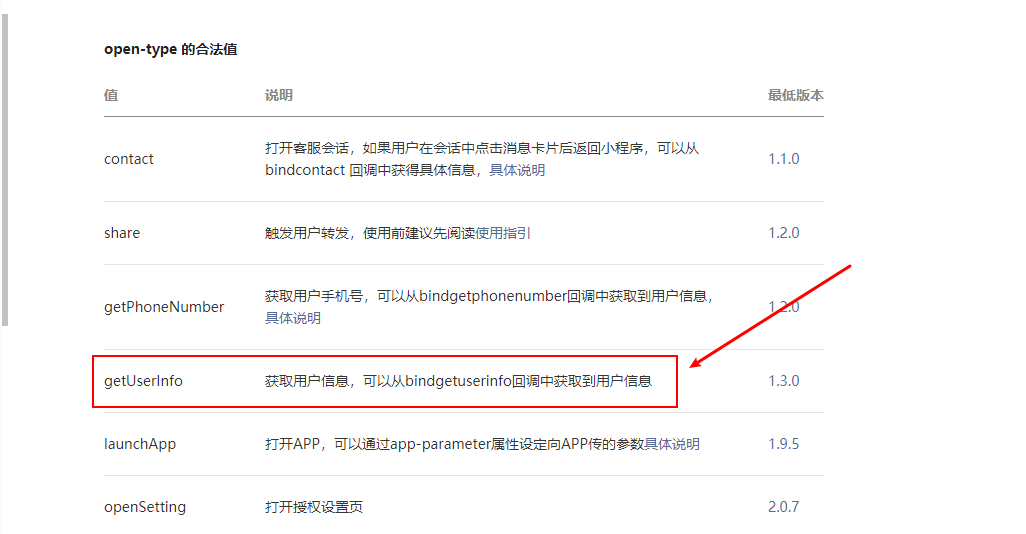 open-type 的合法值
值 说明 最低版本
contact 打开客服会话，如果用户在会话中点击消息卡片后返回小程序，可以从 1.1.0
bindcontact 回调中获得具体信息，具体说明
share 触发用户转发，使用前建议先阅读使用指引 1.2.0
getPhoneNumber 获取用户手机号，可以从bindgetphonenumber回调中获取到用户信息， 1.2.0
具体说明
getUserInfo 获取用户信息，可以从bindgetuserinfo回调中获取到用户信息 1.3.0
launchApp 打开APP，可以通过app-parameter属性设定向APP传的参数具体说明 1.9.5
openSetting 打开授权设置页 2.0.7